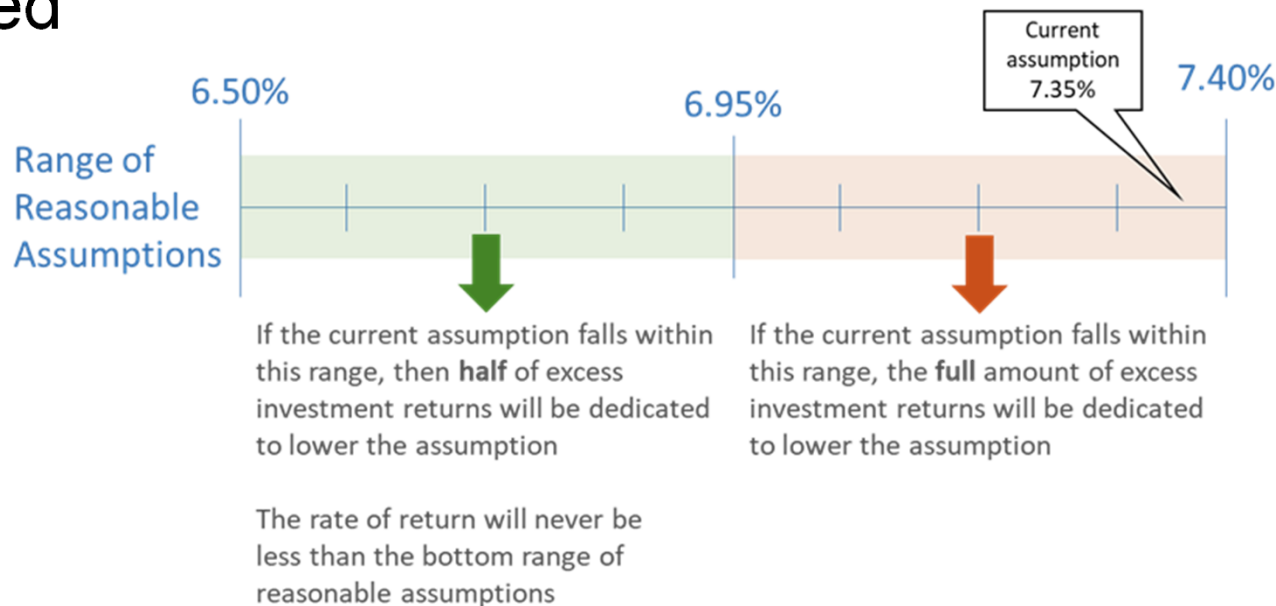 ed
Current
assumption
7.35%
6.50%
6.95%
7.40%
Range of
Reasonable
Assumptions
If the current assumption falls within
this range, then half of excess
investment returns will be dedicated
to lower the assumption
The rate of return will never be
less than the bottom range of
reasonable assumptions
If the current assumption falls within
this range, the full amount of excess
investment returns will be dedicated
to lower the assumption